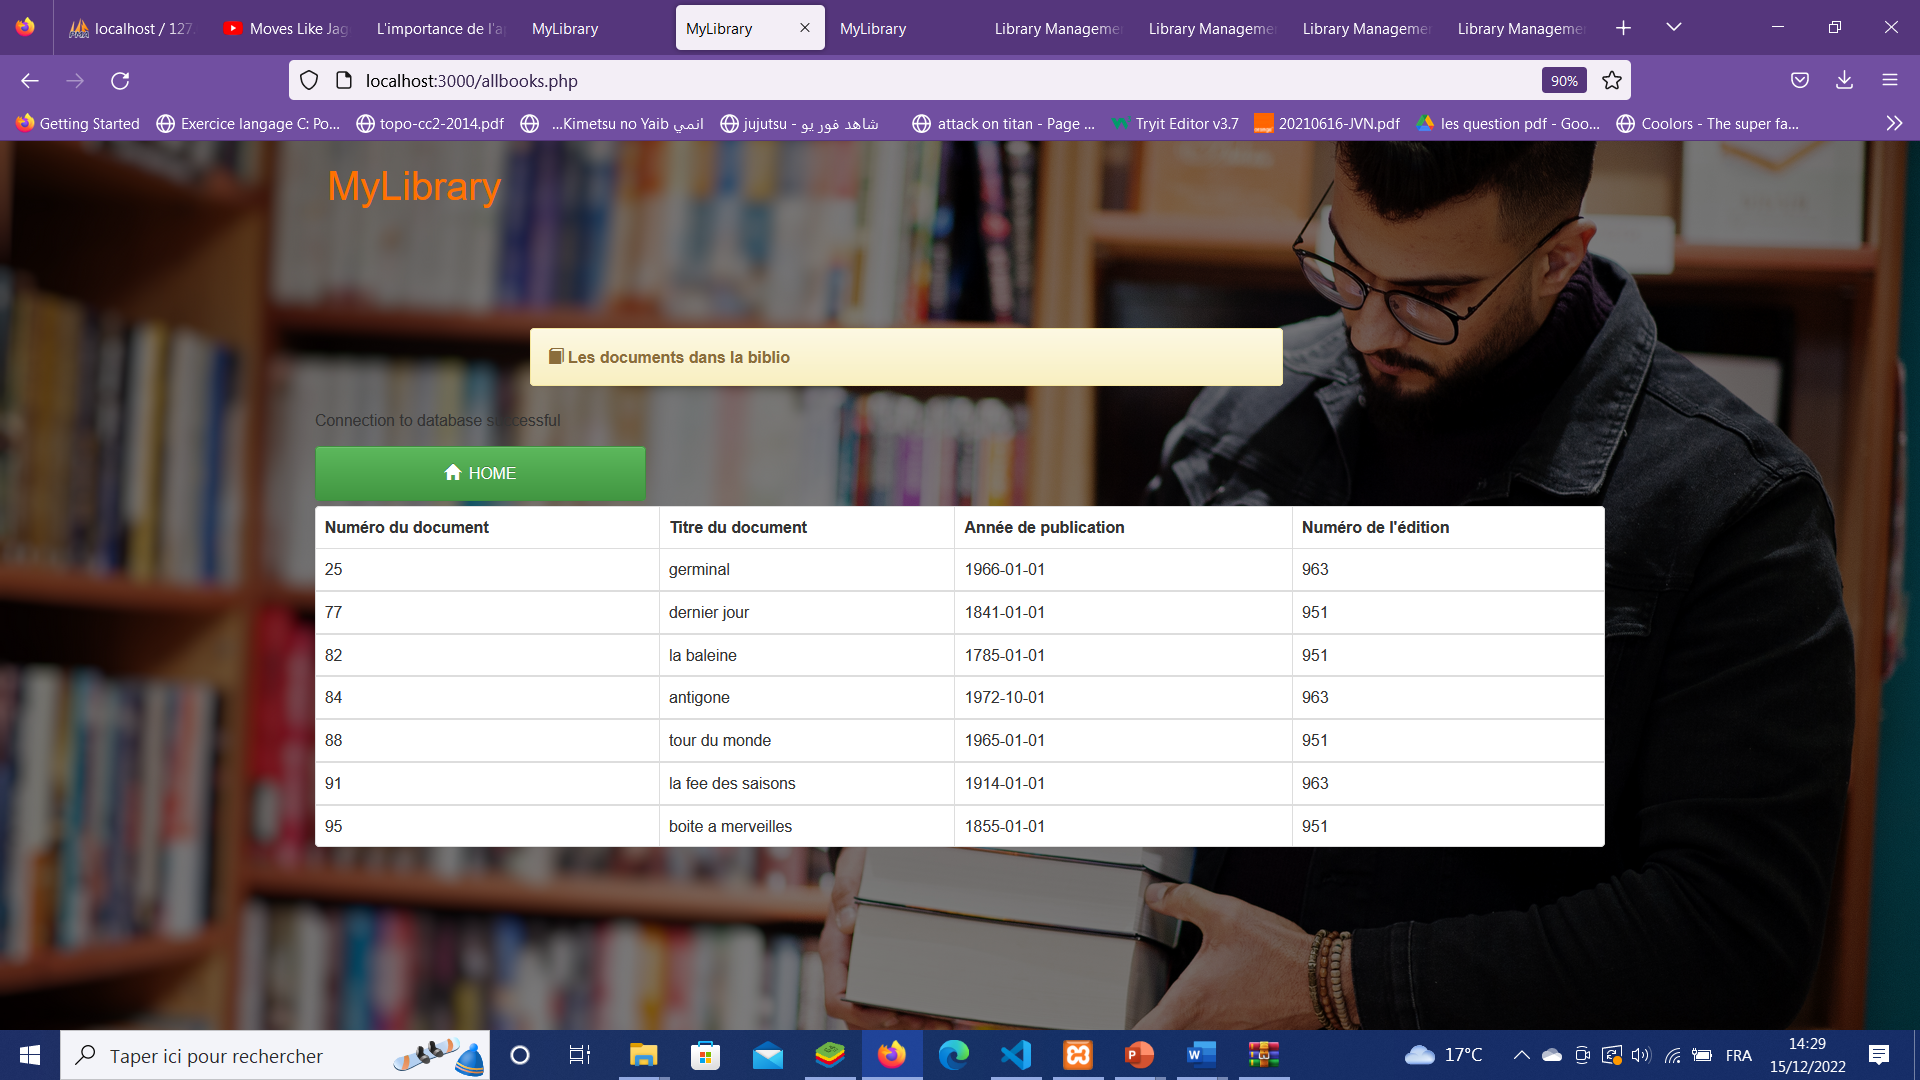 localhost / 127.
Moves Like Jag
L'importance de l'a
MyLibrary
MyLibrary
MyLibrary
Library Manageme
Library Manageme
Library Manageme
Library Manageme
localhost:3000/allbooks.php
90%
Getting Started
Exercice langage C: Po...
topo-cc2-2014.pdf
...Kimetsu no Yaib انمي
jujutsu - شاهد فور يو
attack on titan - Page ...
Tryit Editor v3.7
20210616-JVN.pdf
les question pdf - Goo...
Coolors - The super fa...
MyLibrary
Les documents dans la biblio
Connection to database successful
HOME
Numéro du document Titre du document Année de publication Numéro de l'édition
25 germinal 1966-01-01 963
77 dernier jour 1841-01-01 951
82 la baleine 1785-01-01 951
84 antigone 1972-10-01 963
88 tour du monde 1965-01-01 951
91 la fee des saisons 1914-01-01 963
95 boite a merveilles 1855-01-01 951
Taper ici pour rechercher
17°C
FRA
14:29
15/12/2022